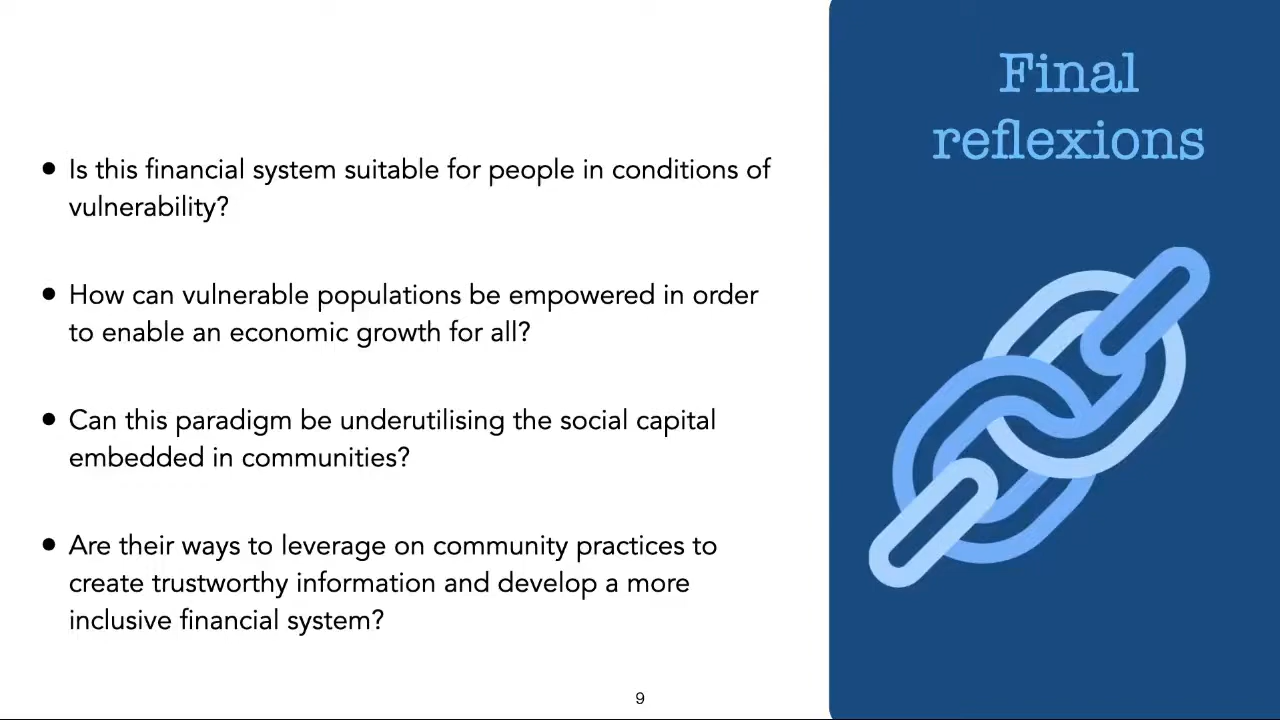 Final
reflexions
• Is this financial system suitable for people in conditions of
vulnerability?
• How can vulnerable populations be empowered in order
to enable an economic growth for all?
• Can this paradigm be underutilising the social capital
embedded in communities?
• Are their ways to leverage on community practices to
create trustworthy information and develop a more
inclusive financial system?
9